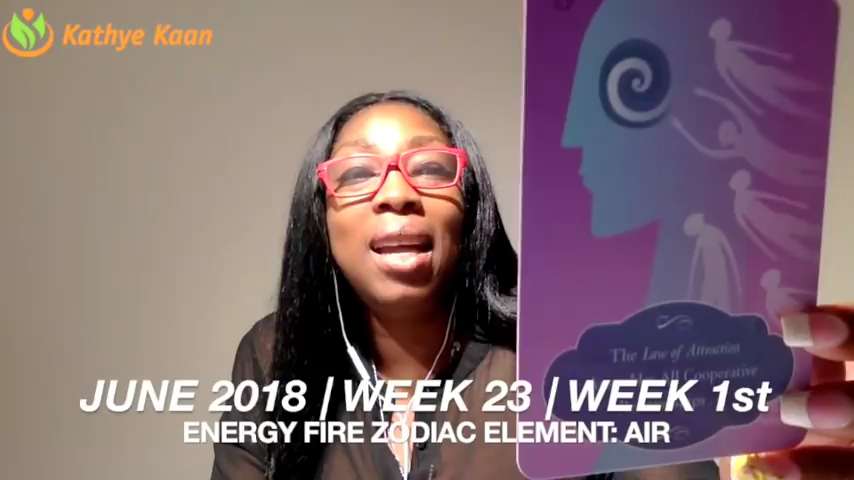 Kathye Kaan
The Law of Attraction
All Cooperative
JUNE 2018 | WEEK 23 | WEEK 1st
ENERGY FIRE ZODIAC ELEMENT: AIR